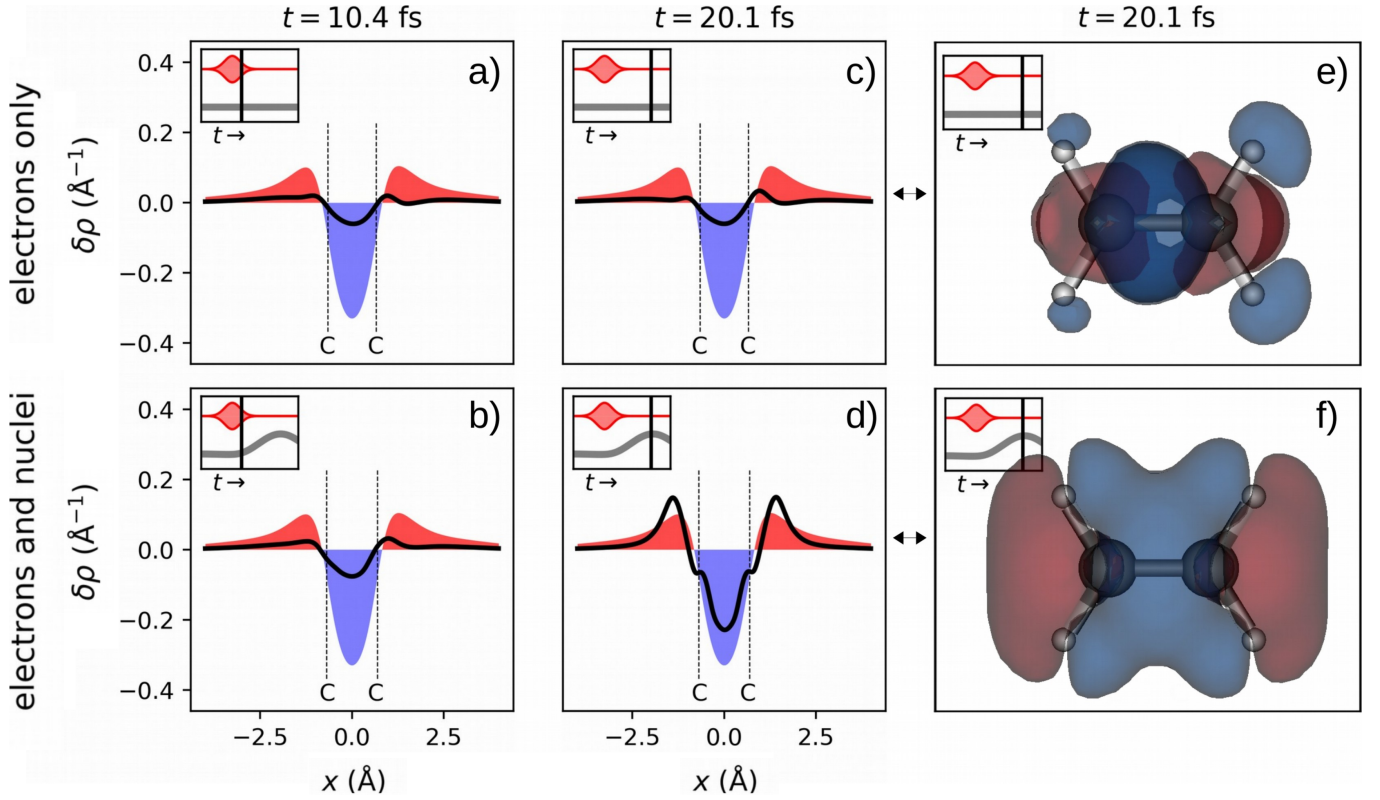 t = 10.4 fs
t = 20.1 fs
t = 20.1 fs
electrons only
δρ (Å⁻¹)
0.4
0.2
0.0
−0.2
−0.4
t→
a)
C C
t→
c)
C C
t→
e)
electrons and nuclei
δρ (Å⁻¹)
0.4
0.2
0.0
−0.2
−0.4
t→
b)
C C
−2.5 0.0 2.5
x (Å)
t→
d)
C C
−2.5 0.0 2.5
x (Å)
t→
f)